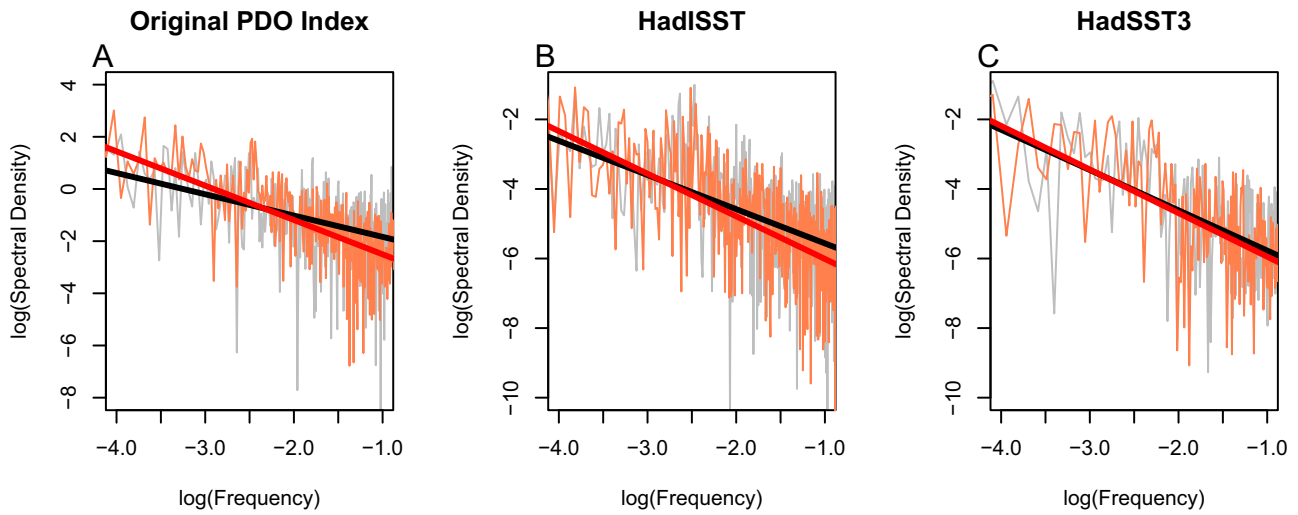 Original PDO Index
A
4
2
0
−2
−4
−6
−8
log(Spectral Density)
−4.0 −3.0 −2.0 −1.0
log(Frequency)
HadISST
B
−2
−4
−6
−8
−10
log(Spectral Density)
−4.0 −3.0 −2.0 −1.0
log(Frequency)
HadSST3
C
−2
−4
−6
−8
−10
log(Spectral Density)
−4.0 −3.0 −2.0 −1.0
log(Frequency)